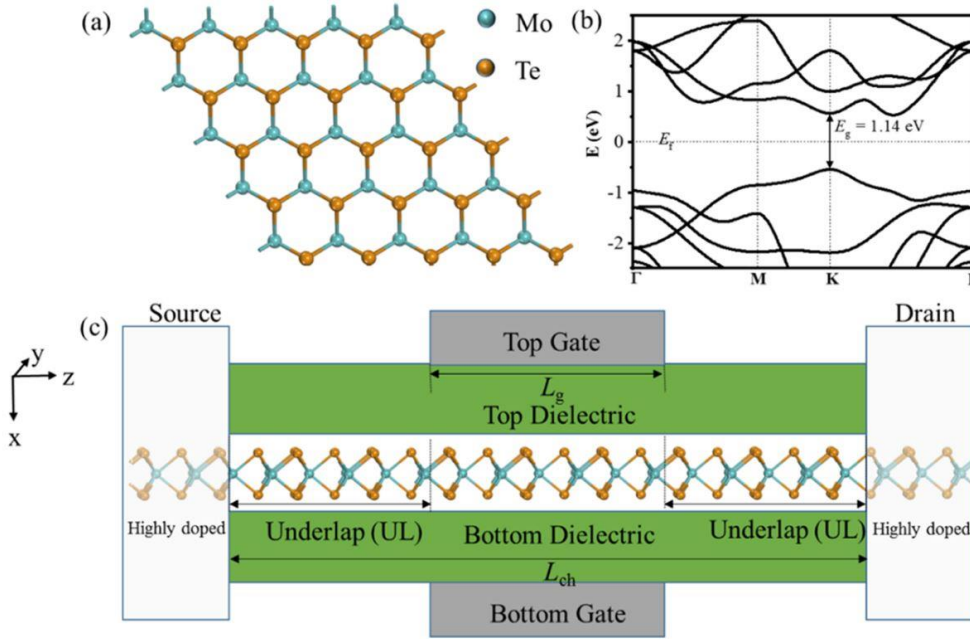 (a)
Mo
Te
(b)
2
1
0
-1
-2
E (eV)
E_f
E_g = 1.14 eV
Γ
M
K
(c)
Source
Drain
y
z
x
Top Gate
L_g
Top Dielectric
Highly doped
Underlap (UL)
Bottom Dielectric
Underlap (UL)
Highly doped
L_ch
Bottom Gate